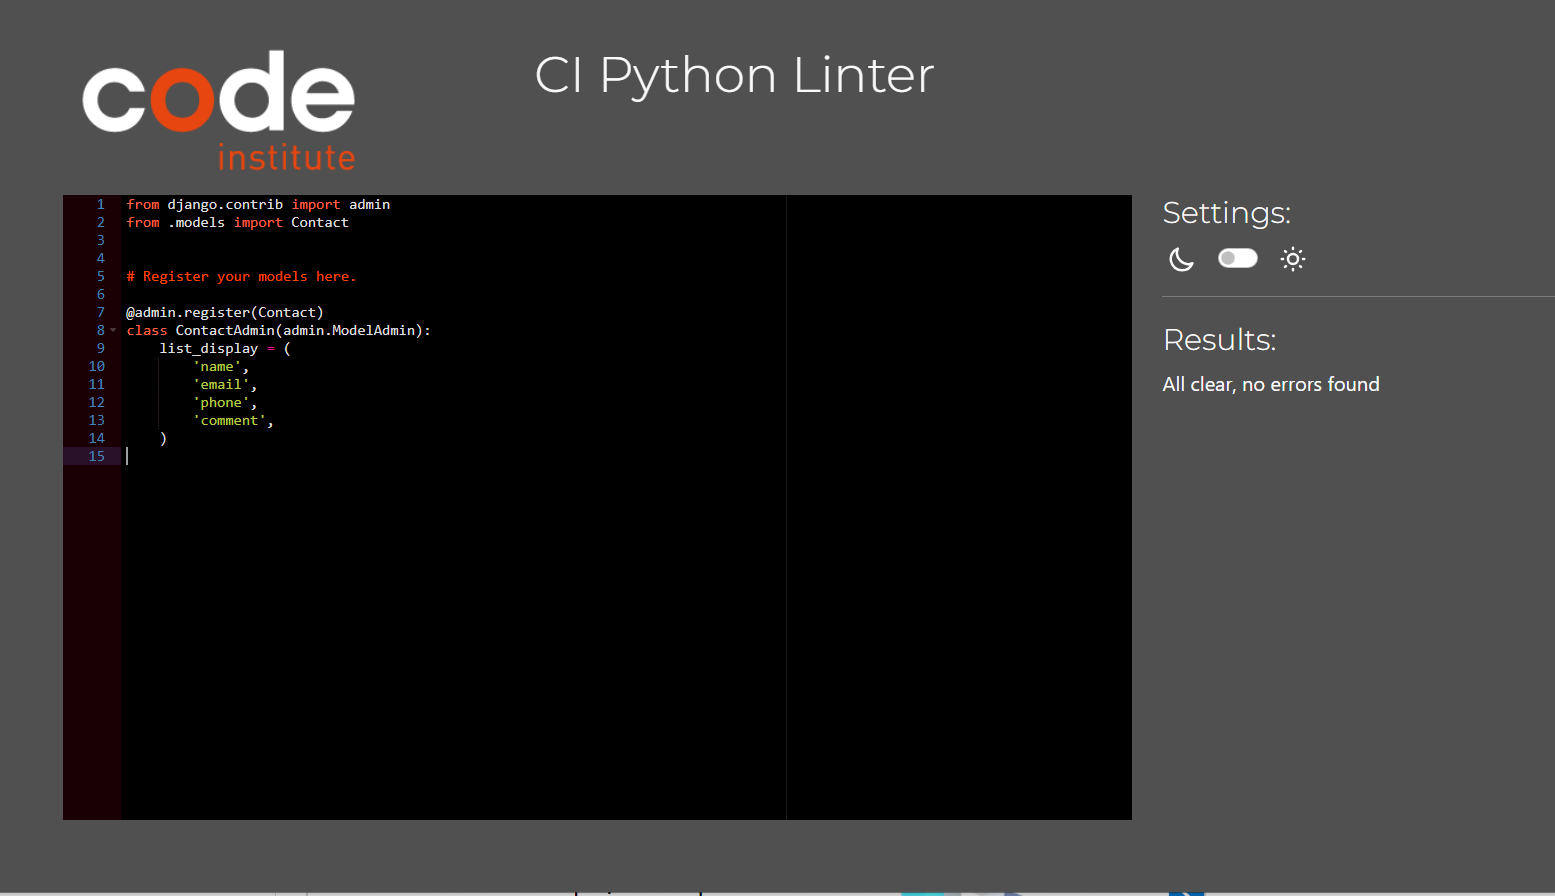 code
institute
CI Python Linter
1 from django.contrib import admin
2 from .models import Contact
3
4
5 # Register your models here.
6
7 @admin.register(Contact)
8 class ContactAdmin(admin.ModelAdmin):
9     list_display = (
10         'name',
11         'email',
12         'phone',
13         'comment',
14     )
15
Settings:
Results:
All clear, no errors found